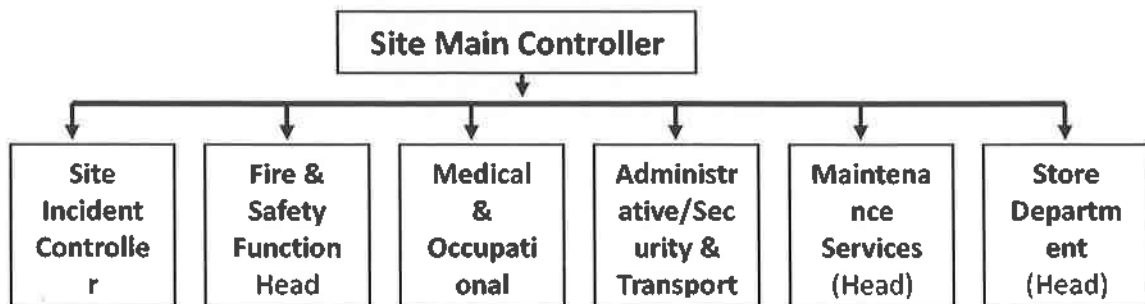 Site Main Controller
Site
Incident
Controlle
r
Fire &
Safety
Function
Head
Medical
&
Occupati
onal
Administr
ative/Sec
urity &
Transport
Maintena
nce
Services
(Head)
Store
Departm
ent
(Head)